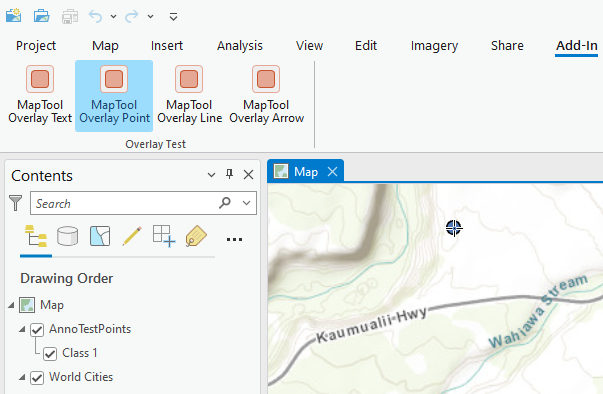 Project Map Insert Analysis View Edit Imagery Share Add-In
MapTool MapTool MapTool MapTool
Overlay Text Overlay Point Overlay Line Overlay Arrow
Overlay Test
Contents
Map
Search
Drawing Order
Map
AnnoTestPoints
Class 1
World Cities
Kaumualii-Hwy
Wahiawa Stream